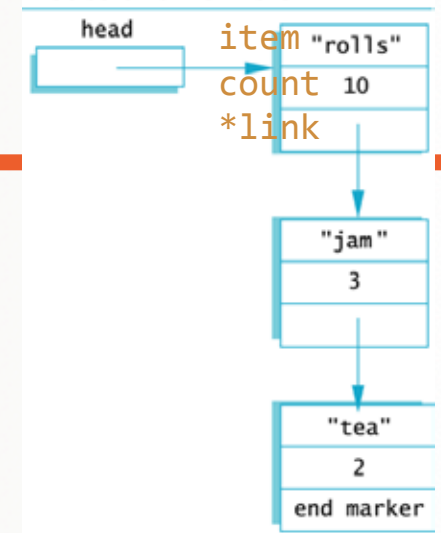 head
item "rolls"
count 10
*link
"jam"
3
"tea"
2
end marker